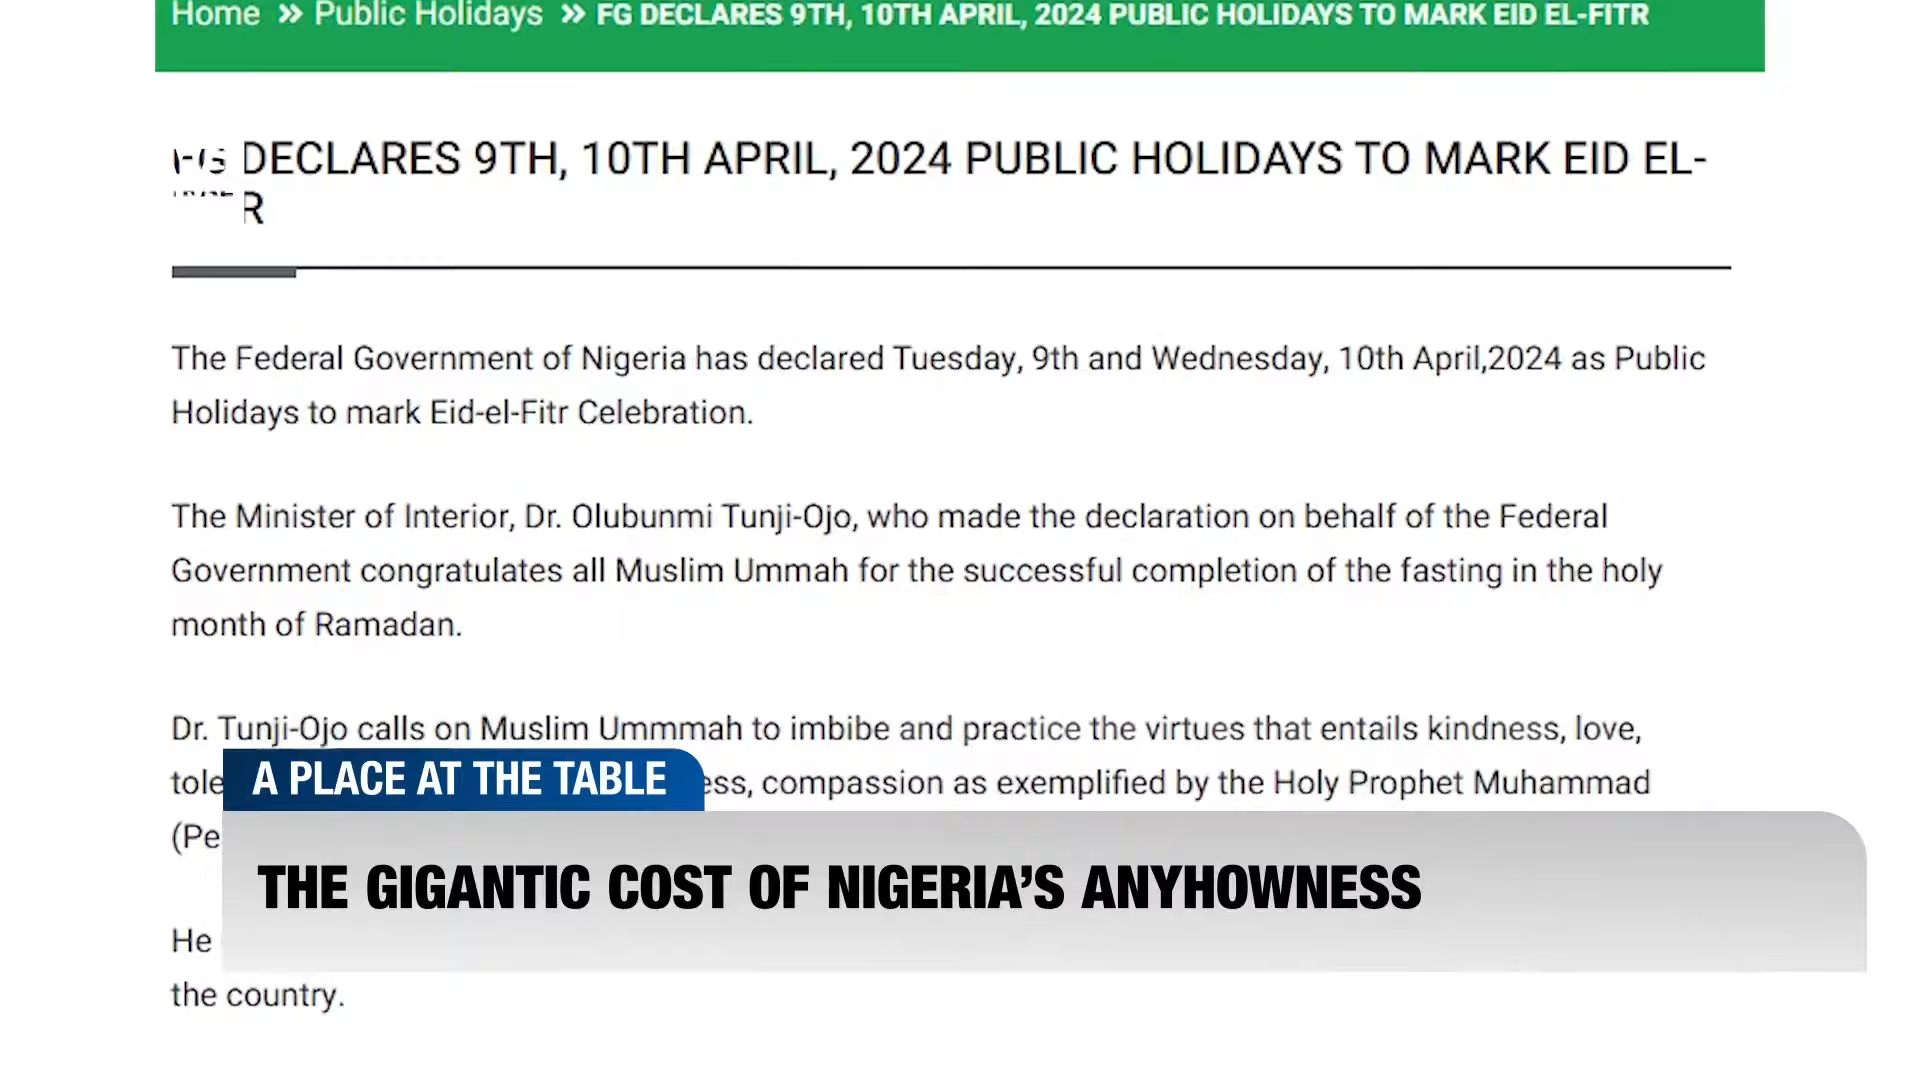 Home » Public Holidays » FG DECLARES 9TH, 10TH APRIL, 2024 PUBLIC HOLIDAYS TO MARK EID EL-FITR
FG DECLARES 9TH, 10TH APRIL, 2024 PUBLIC HOLIDAYS TO MARK EID EL-
R
The Federal Government of Nigeria has declared Tuesday, 9th and Wednesday, 10th April,2024 as Public
Holidays to mark Eid-el-Fitr Celebration.
The Minister of Interior, Dr. Olubunmi Tunji-Ojo, who made the declaration on behalf of the Federal
Government congratulates all Muslim Ummah for the successful completion of the fasting in the holy
month of Ramadan.
Dr. Tunji-Ojo calls on Muslim Ummmah to imbibe and practice the virtues that entails kindness, love,
A PLACE AT THE TABLE
tole ess, compassion as exemplified by the Holy Prophet Muhammad
(Pe
THE GIGANTIC COST OF NIGERIA'S ANYHOWNESS
He
the country.